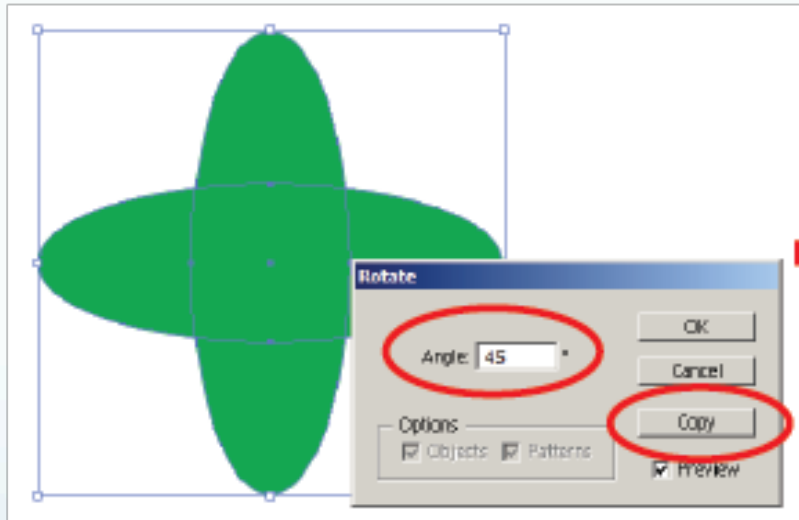 Rotate
Angle: 45 °
OK
Cancel
Copy
Options
Objects Patterns
Preview